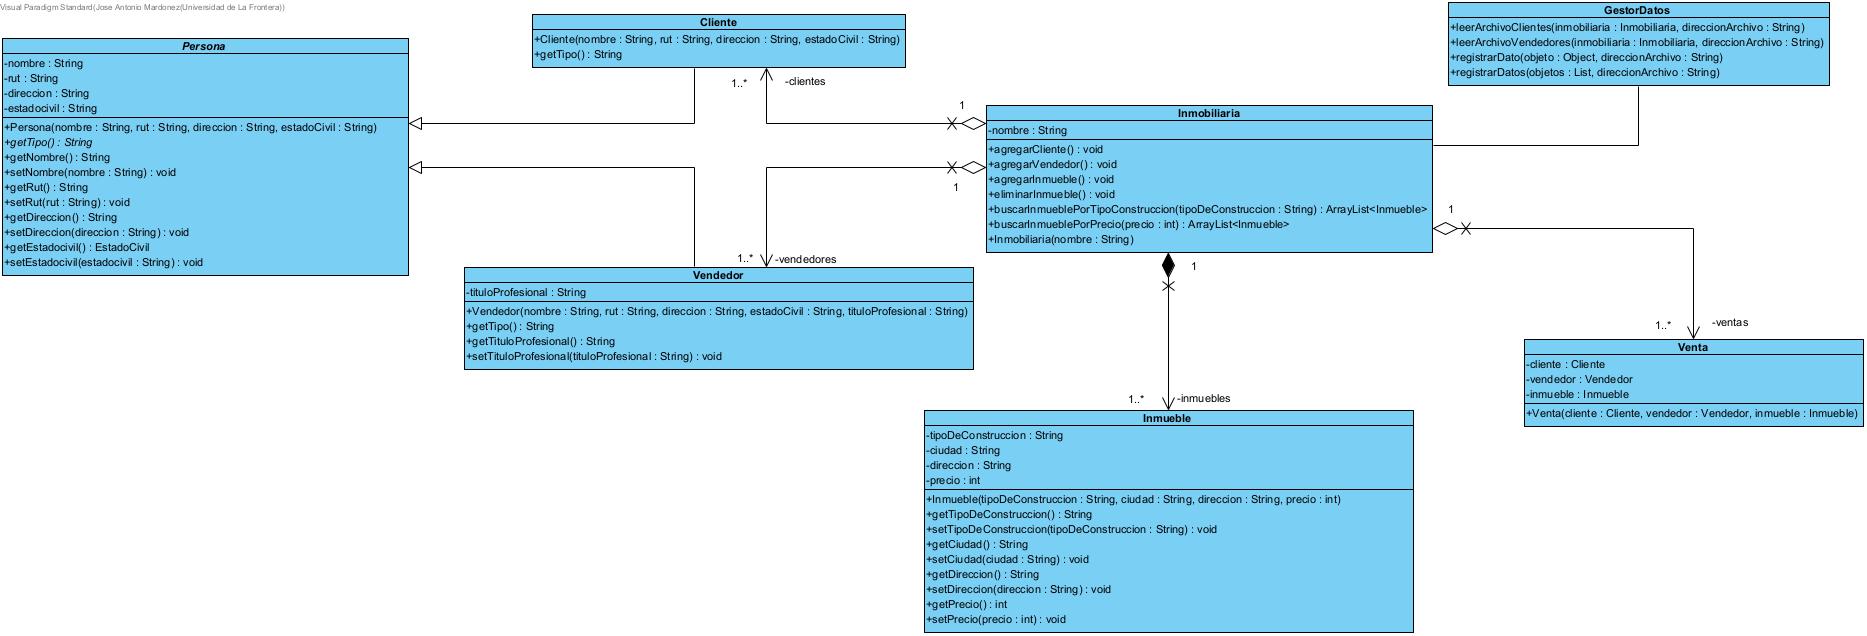 Visual Paradigm Standard(Jose Antonio Mardonez(Universidad de La Frontera))
Persona
-nombre : String
-rut : String
-direccion : String
-estadocivil : String
+Persona(nombre : String, rut : String, direccion : String, estadoCivil : String)
+getTipo() : String
+getNombre() : String
+setNombre(nombre : String) : void
+getRut() : String
+setRut(rut : String) : void
+getDireccion() : String
+setDireccion(direccion : String) : void
+getEstadocivil() : EstadoCivil
+setEstadocivil(estadocivil : String) : void
Cliente
+Cliente(nombre : String, rut : String, direccion : String, estadoCivil : String)
+getTipo() : String
1..*
-clientes
1
GestorDatos
+leerArchivoClientes(inmobiliaria : Inmobiliaria, direccionArchivo : String)
+leerArchivoVendedores(inmobiliaria : Inmobiliaria, direccionArchivo : String)
+registrarDato(objeto : Object, direccionArchivo : String)
+registrarDatos(objetos : List, direccionArchivo : String)
Inmobiliaria
-nombre : String
+agregarCliente() : void
+agregarVendedor() : void
+agregarInmueble() : void
+eliminarInmueble() : void
+buscarInmueblePorTipoConstruccion(tipoDeConstruccion : String) : ArrayList<Inmueble>
+buscarInmueblePorPrecio(precio : int) : ArrayList<Inmueble>
+Inmobiliaria(nombre : String)
1
1..*
-vendedores
Vendedor
-tituloProfesional : String
+Vendedor(nombre : String, rut : String, direccion : String, estadoCivil : String, tituloProfesional : String)
+getTipo() : String
+getTituloProfesional() : String
+setTituloProfesional(tituloProfesional : String) : void
1
1..*
-inmuebles
Inmueble
-tipoDeConstruccion : String
-ciudad : String
-direccion : String
-precio : int
+Inmueble(tipoDeConstruccion : String, ciudad : String, direccion : String, precio : int)
+getTipoDeConstruccion() : String
+setTipoDeConstruccion(tipoDeConstruccion : String) : void
+getCiudad() : String
+setCiudad(ciudad : String) : void
+getDireccion() : String
+setDireccion(direccion : String) : void
+getPrecio() : int
+setPrecio(precio : int) : void
1
1..*
-ventas
Venta
-cliente : Cliente
-vendedor : Vendedor
-inmueble : Inmueble
+Venta(cliente : Cliente, vendedor : Vendedor, inmueble : Inmueble)